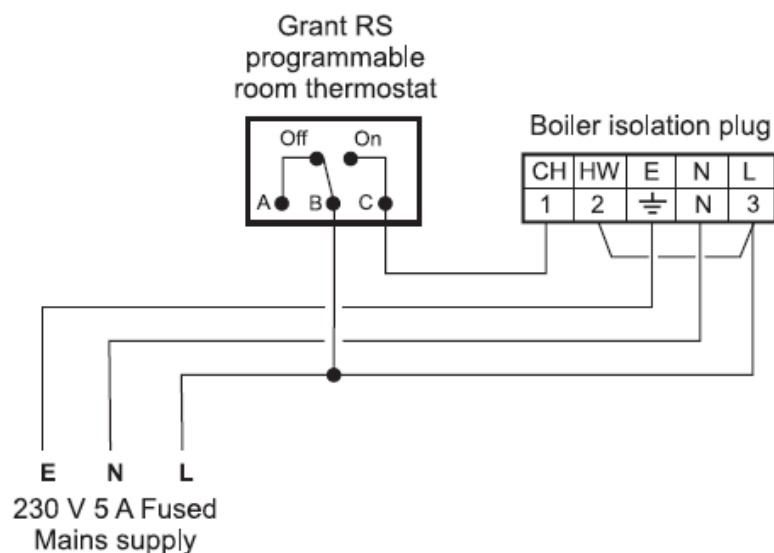 Grant RS
programmable
room thermostat
Off On
A B C
Boiler isolation plug
CH HW E N L
1 2 N 3
E N L
230 V 5 A Fused
Mains supply